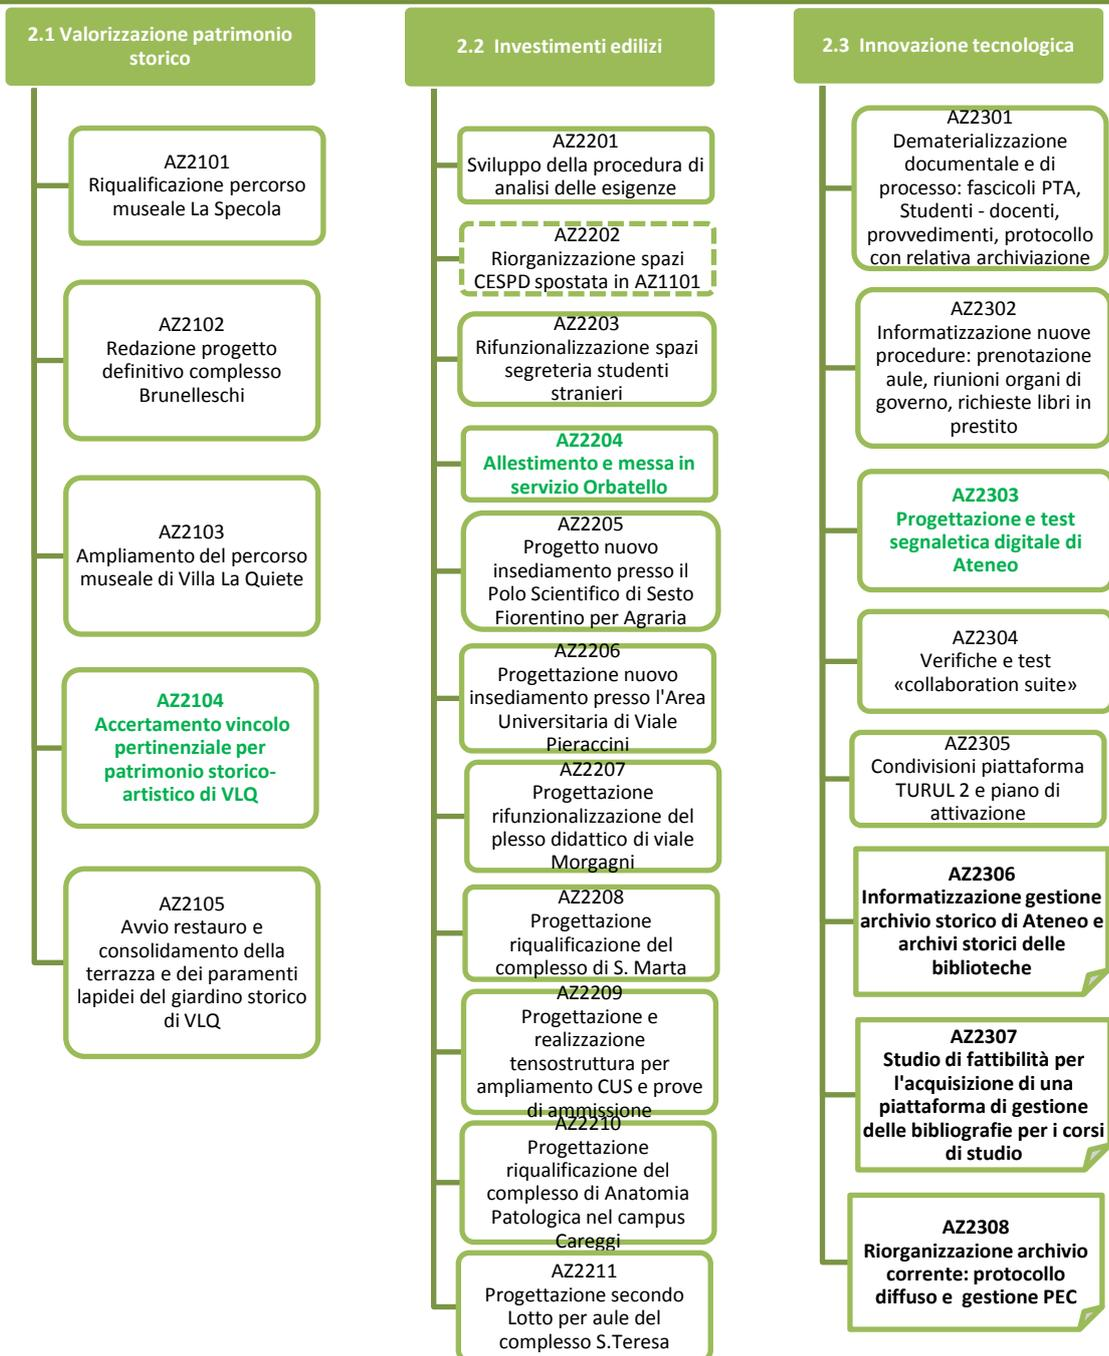 2.1 Valorizzazione patrimonio
storico
AZ2101
Riqualificazione percorso
museale La Specola
AZ2102
Redazione progetto
definitivo complesso
Brunelleschi
AZ2103
Ampliamento del percorso
museale di Villa La Quiete
AZ2104
Accertamento vincolo
pertinenziale per
patrimonio storico-
artistico di VLQ
AZ2105
Avvio restauro e
consolidamento della
terrazza e dei paramenti
lapidei del giardino storico
di VLQ
2.2 Investimenti edilizi
AZ2201
Sviluppo della procedura di
analisi delle esigenze
AZ2202
Riorganizzazione spazi
CESPD spostata in AZ1101
AZ2203
Rifunzionalizzazione spazi
segreteria studenti
stranieri
AZ2204
Allestimento e messa in
servizio Orbatello
AZ2205
Progetto nuovo
insediamento presso il
Polo Scientifico di Sesto
Fiorentino per Agraria
AZ2206
Progettazione nuovo
insediamento presso l'Area
Universitaria di Viale
Pieraccini
AZ2207
Progettazione
rifunzionalizzazione del
plesso didattico di viale
Morgagni
AZ2208
Progettazione
riqualificazione del
complesso di S. Marta
AZ2209
Progettazione e
realizzazione
tensostruttura per
ampliamento CUS e prove
di ammissione
AZ2210
Progettazione
riqualificazione del
complesso di Anatomia
Patologica nel campus
Careggi
AZ2211
Progettazione secondo
Lotto per aule del
complesso S.Teresa
2.3 Innovazione tecnologica
AZ2301
Dematerializzazione
documentale e di
processo: fascicoli PTA,
Studenti - docenti,
provvedimenti, protocollo
con relativa archiviazione
AZ2302
Informatizzazione nuove
procedure: prenotazione
aule, riunioni organi di
governo, richieste libri in
prestito
AZ2303
Progettazione e test
segnaletica digitale di
Ateneo
AZ2304
Verifiche e test
«collaboration suite»
AZ2305
Condivisioni piattaforma
TURUL 2 e piano di
attivazione
AZ2306
Informatizzazione gestione
archivio storico di Ateneo e
archivi storici delle
biblioteche
AZ2307
Studio di fattibilità per
l'acquisizione di una
piattaforma di gestione
delle bibliografie per i corsi
di studio
AZ2308
Riorganizzazione archivio
corrente: protocollo
diffuso e gestione PEC